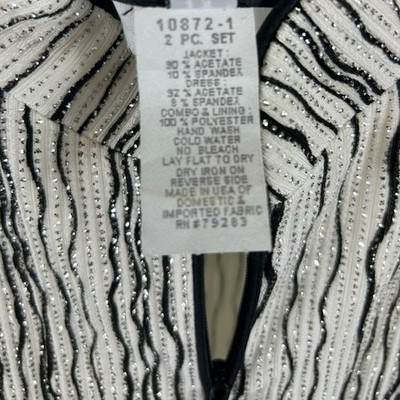 10872-1
2 PC. SET
JACKET:
90 % ACETATE
10 % SPANDEX
DRESS:
92 % ACETATE
8 % SPANDEX
COMBO & LINING:
100 % POLYESTER
HAND WASH
COLD WATER
NO BLEACH
LAY FLAT TO DRY
DRY IRON ON
REVERSE SIDE
MADE IN USA OF
DOMESTIC &
IMPORTED FABRIC
RN #79283